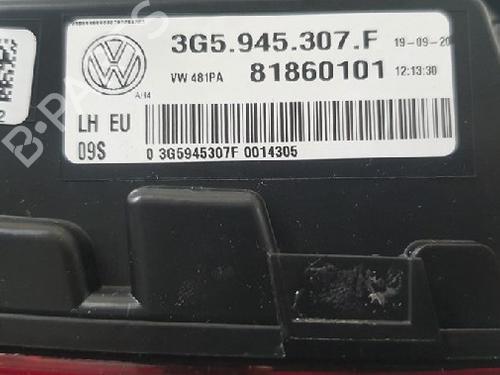 3G5.945.307.F 19-09-20
VW 481PA 81860101 12:13:30
LH EU
09S 0 3G5945307F 0014305
B-PARTS